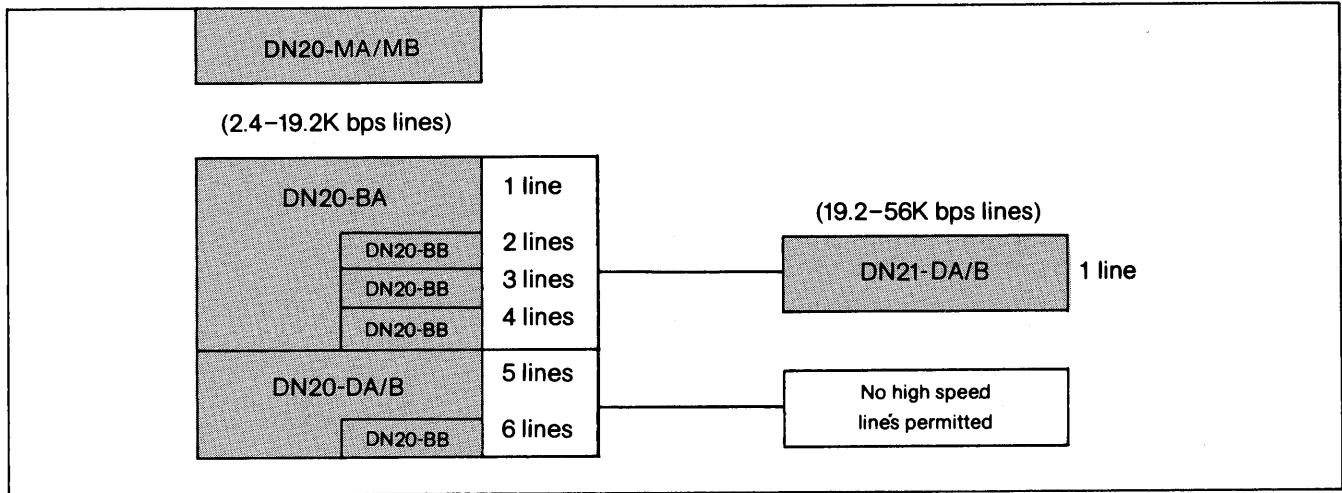 DN20-MA/MB
(2.4–19.2K bps lines)
DN20-BA
1 line
DN20-BB
2 lines
DN20-BB
3 lines
DN20-BB
4 lines
DN20-DA/B
5 lines
DN20-BB
6 lines
(19.2–56K bps lines)
DN21-DA/B
1 line
No high speed
line's permitted